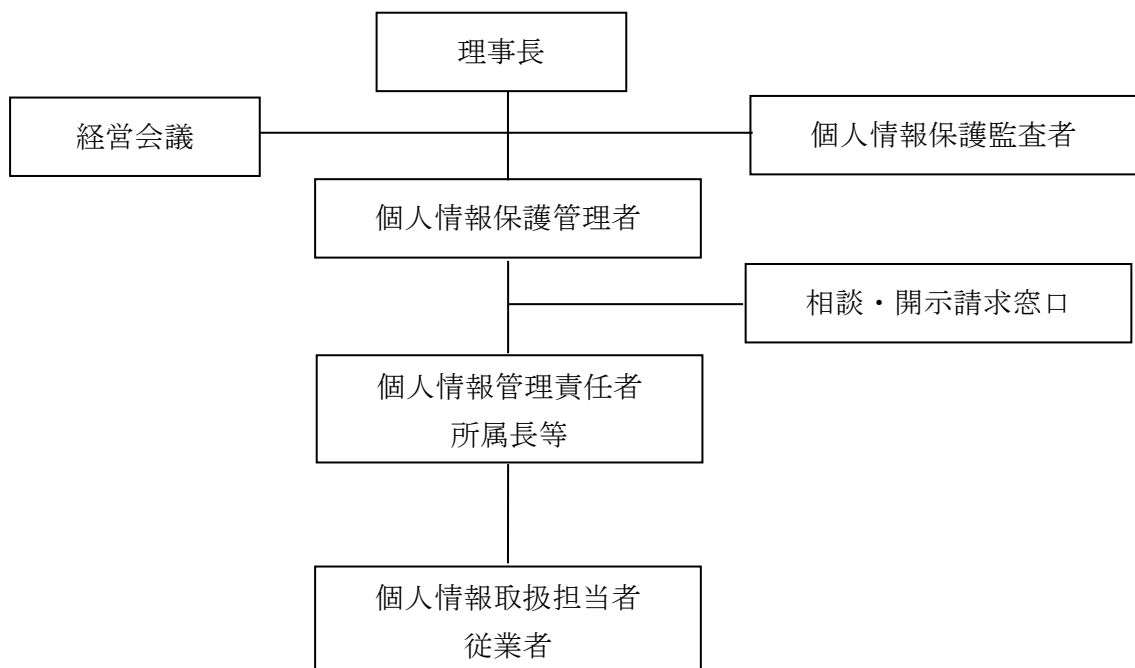 理事長
経営会議
個人情報保護監査者
個人情報保護管理者
相談・開示請求窓口
個人情報管理責任者
所属長等
個人情報取扱担当者
従業者